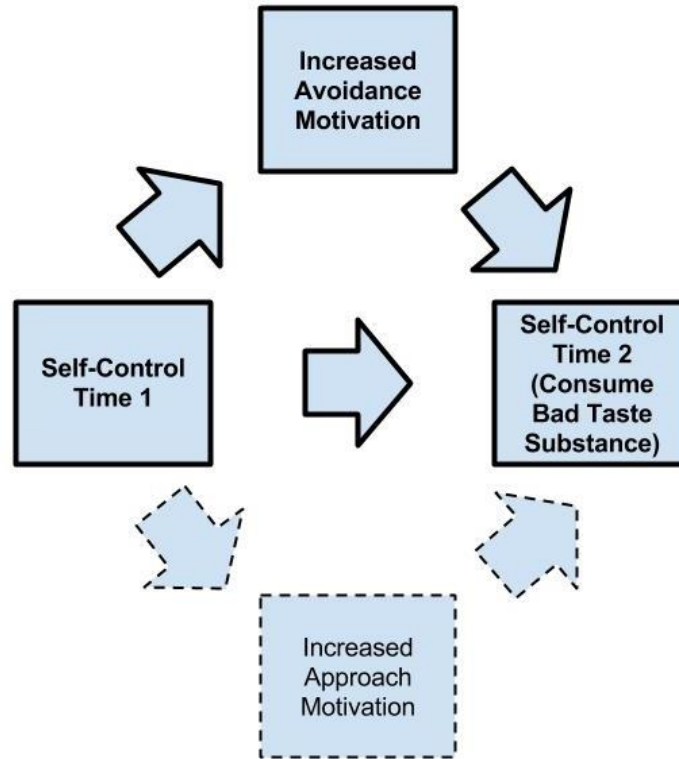 Increased
Avoidance
Motivation
Self-Control
Time 1
Self-Control
Time 2
(Consume
Bad Taste
Substance)
Increased
Approach
Motivation